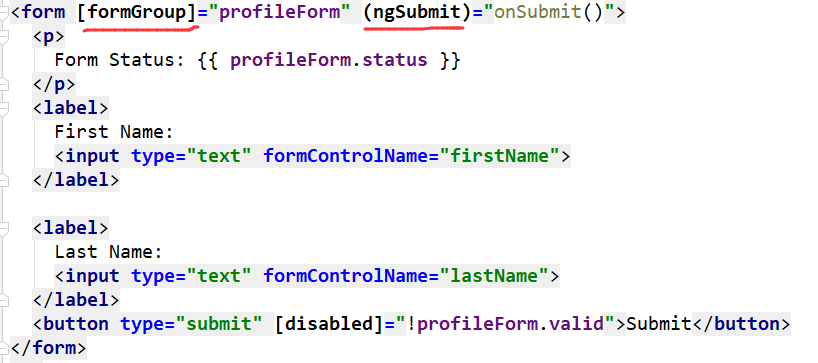 <form [formGroup]="profileForm" (ngSubmit)="onSubmit()">
<p>
Form Status: {{ profileForm.status }}
</p>
<label>
First Name:
<input type="text" formControlName="firstName">
</label>
<label>
Last Name:
<input type="text" formControlName="lastName">
</label>
<button type="submit" [disabled]="!profileForm.valid">Submit</button>
</form>